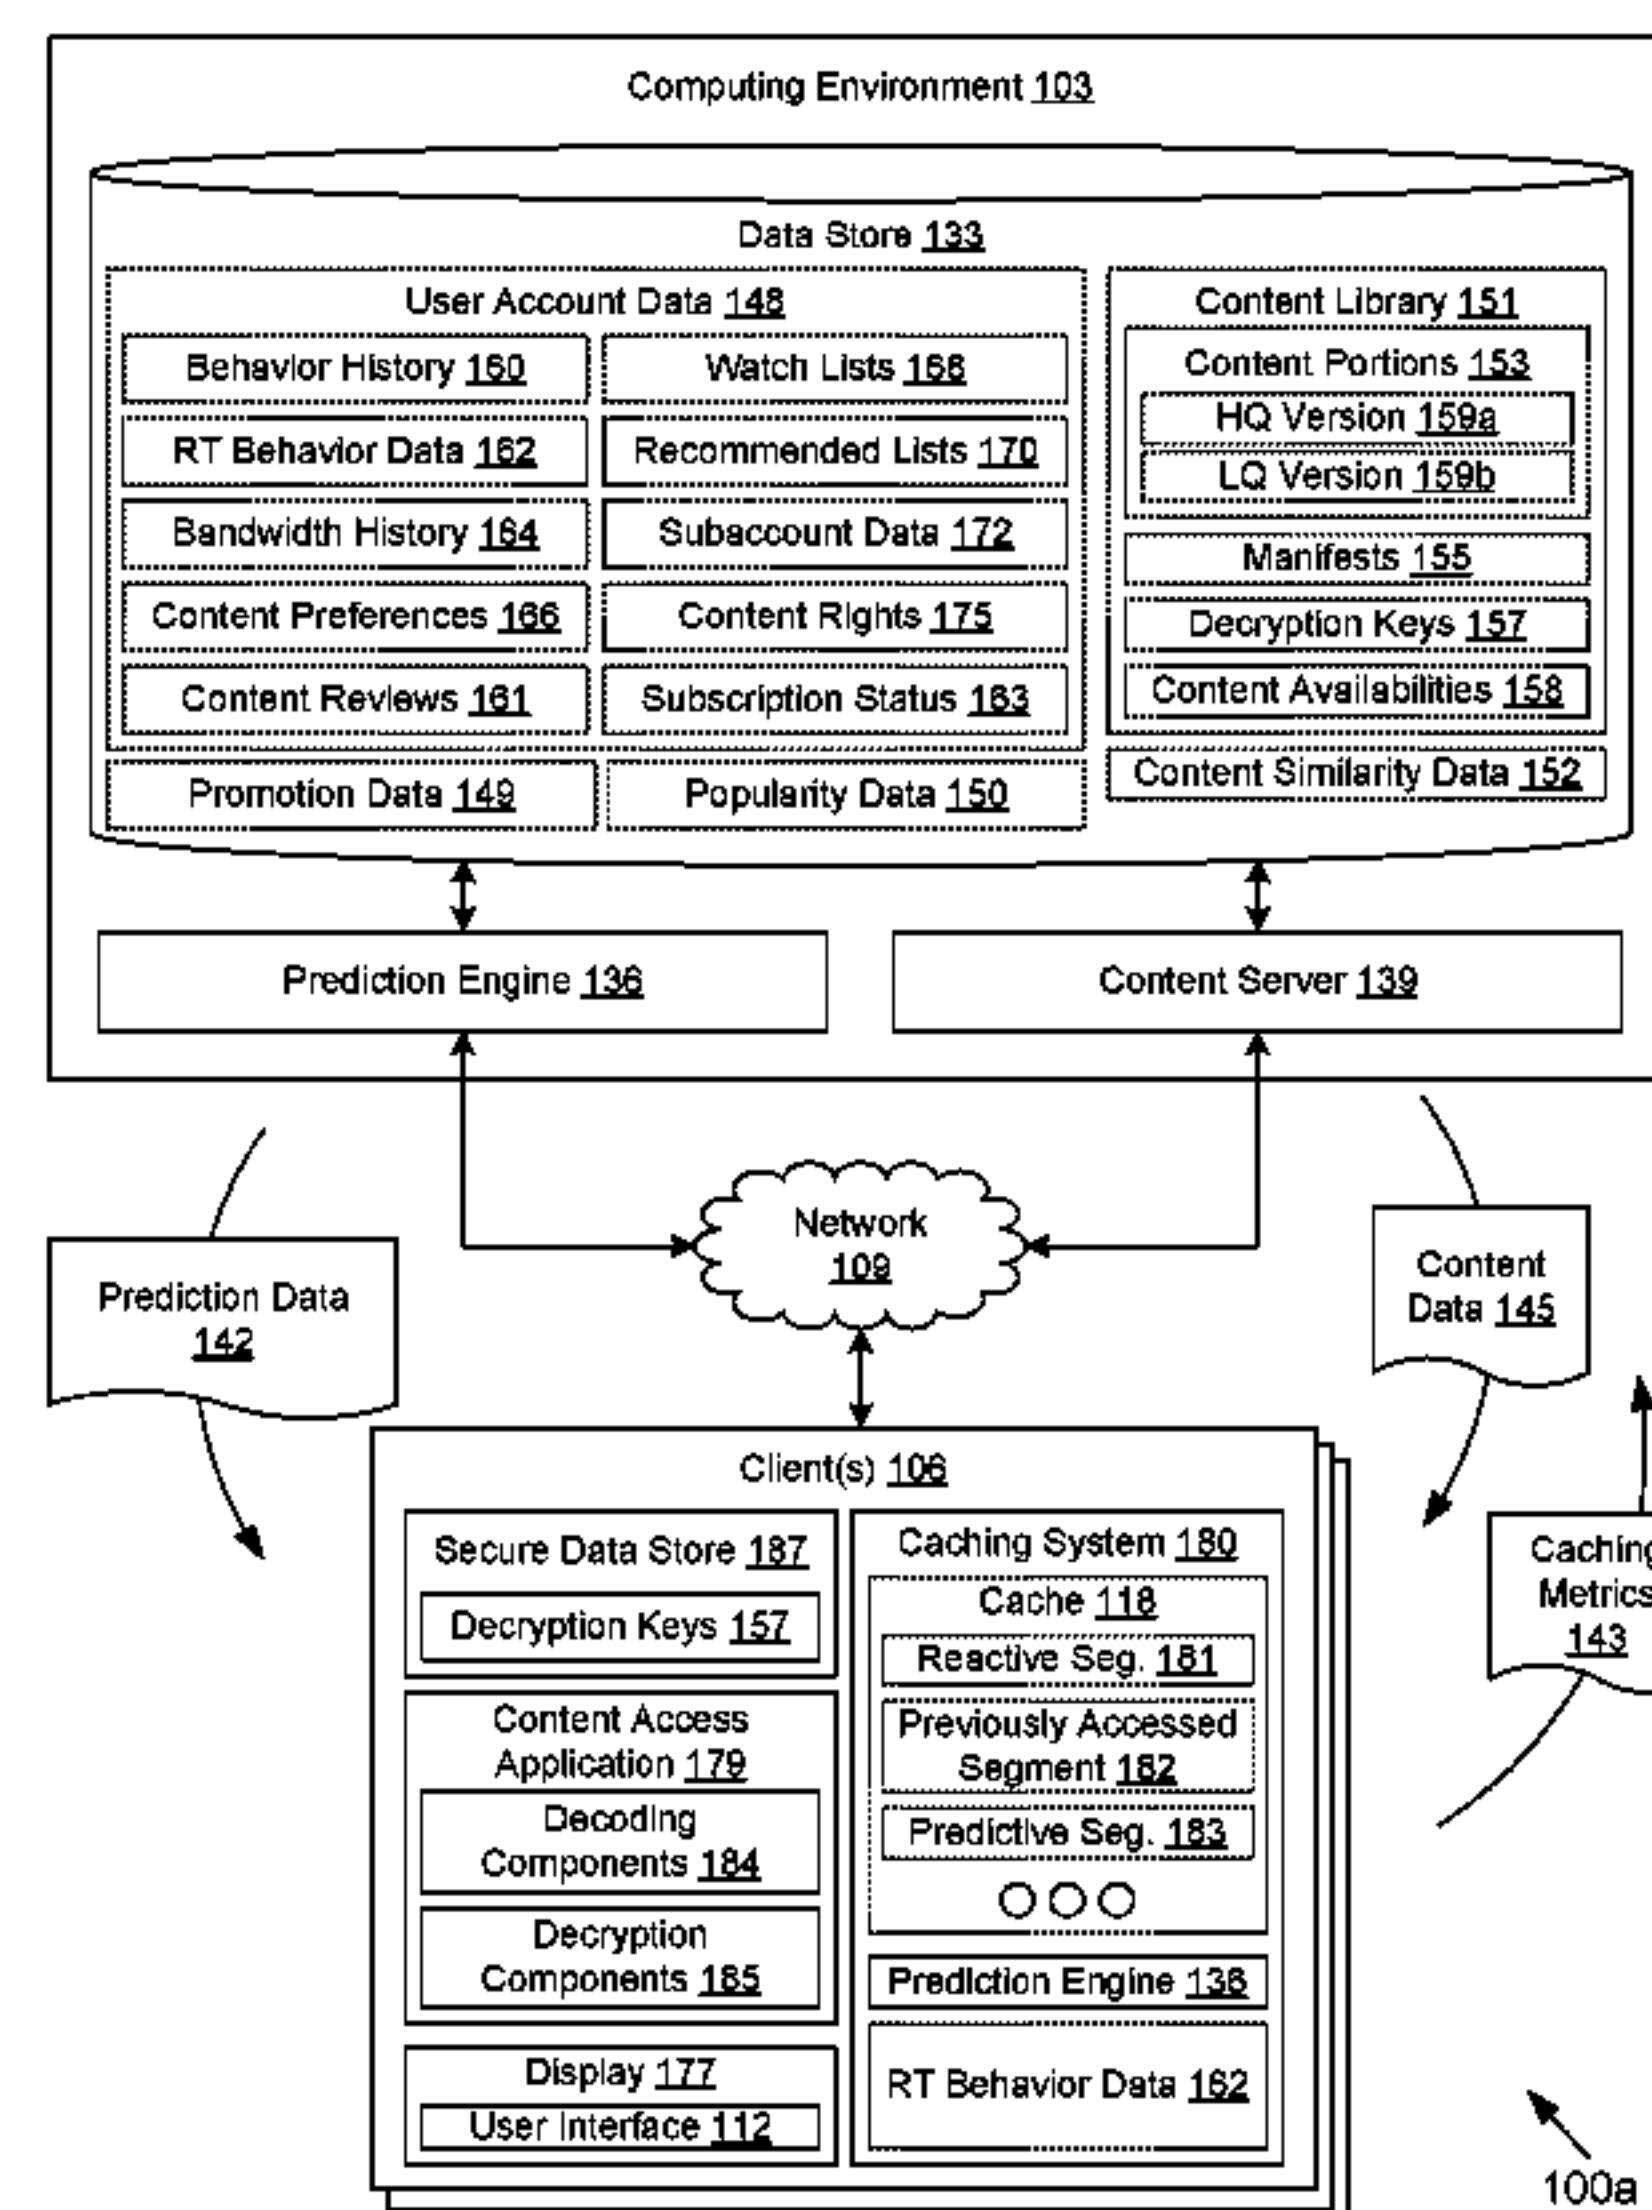 Computing Environment 103
Data Store 133
User Account Data 148
Behavior History 160
Watch Lists 168
RT Behavior Data 162
Recommended Lists 170
Bandwidth History 164
Subaccount Data 172
Content Preferences 166
Content Rights 175
Content Reviews 161
Subscription Status 163
Promotion Data 149
Popularity Data 150
Content Library 151
Content Portions 153
HQ Version 159a
LQ Version 159b
Manifests 155
Decryption Keys 157
Content Availabilities 158
Content Similarity Data 152
Prediction Engine 136
Content Server 139
Network
109
Prediction Data
142
Content
Data 145
Caching
Metrics
143
Client(s) 106
Secure Data Store 187
Decryption Keys 157
Content Access
Application 179
Decoding
Components 184
Decryption
Components 185
Display 177
User Interface 112
Caching System 180
Cache 118
Reactive Seg. 181
Previously Accessed
Segment 182
Predictive Seg. 183
Prediction Engine 136
RT Behavior Data 162
100a